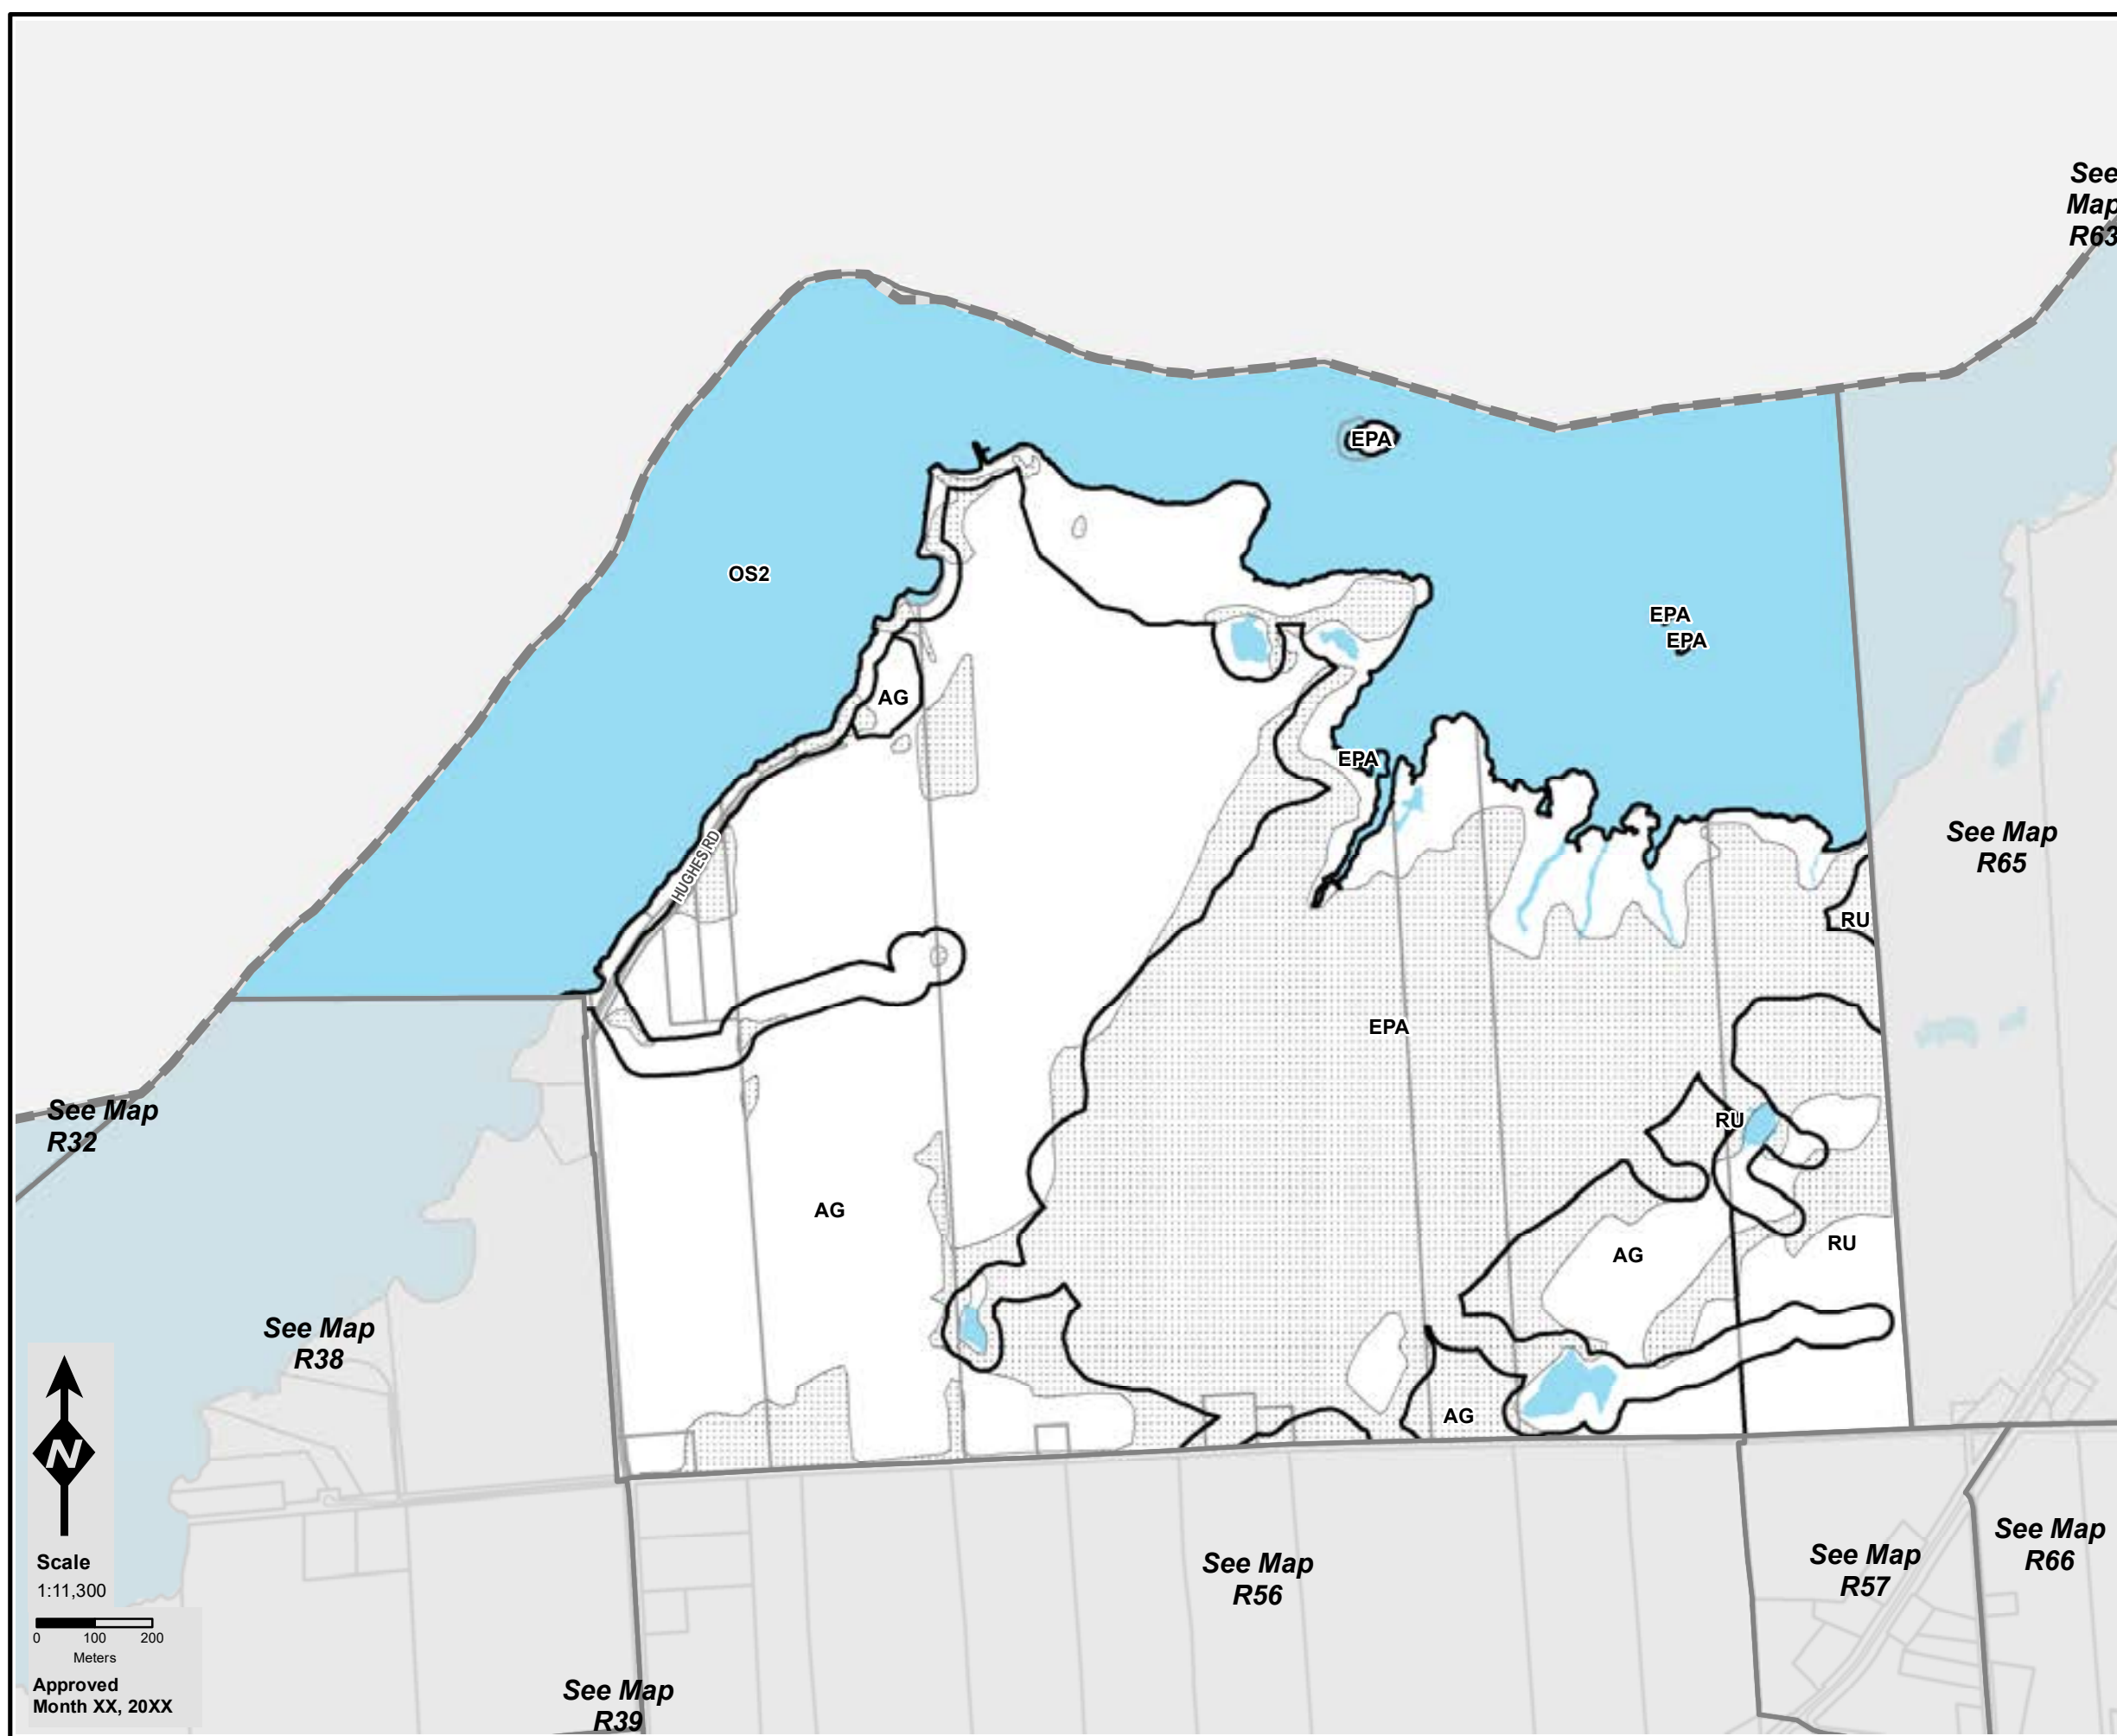 See
Map
R63
EPA
OS2
EPA
EPA
AG
EPA
HUGHES RD
See Map
R65
RU
EPA
See Map
R32
RU
AG
RU
AG
See Map
R38
AG
See Map
R56
See Map
R57
See Map
R66
See Map
R39
N
Scale
1:11,300
0 100 200
Meters
Approved
Month XX, 20XX